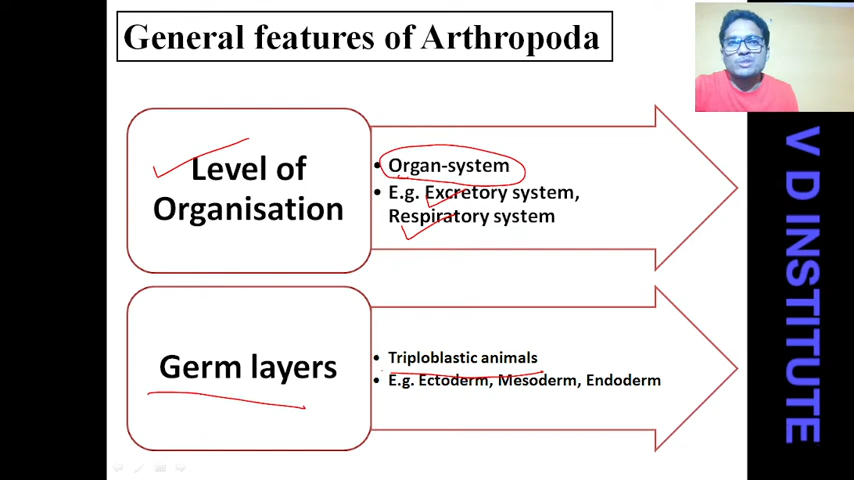 General features of Arthropoda
Level of
Organisation
• Organ-system
• E.g. Excretory system,
Respiratory system
Germ layers
• Triploblastic animals
• E.g. Ectoderm, Mesoderm, Endoderm
V D INSTITUTE